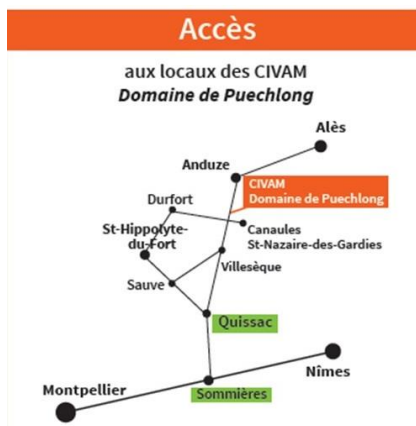 Accès
aux locaux des CIVAM
Domaine de Puechlong
Alès
Anduze
CIVAM
Domaine de Puechlong
Durfort
St-Hippolyte-
du-Fort
Canaules
St-Nazaire-des-Gardies
Villesèque
Sauve
Quissac
Nîmes
Montpellier
Sommières